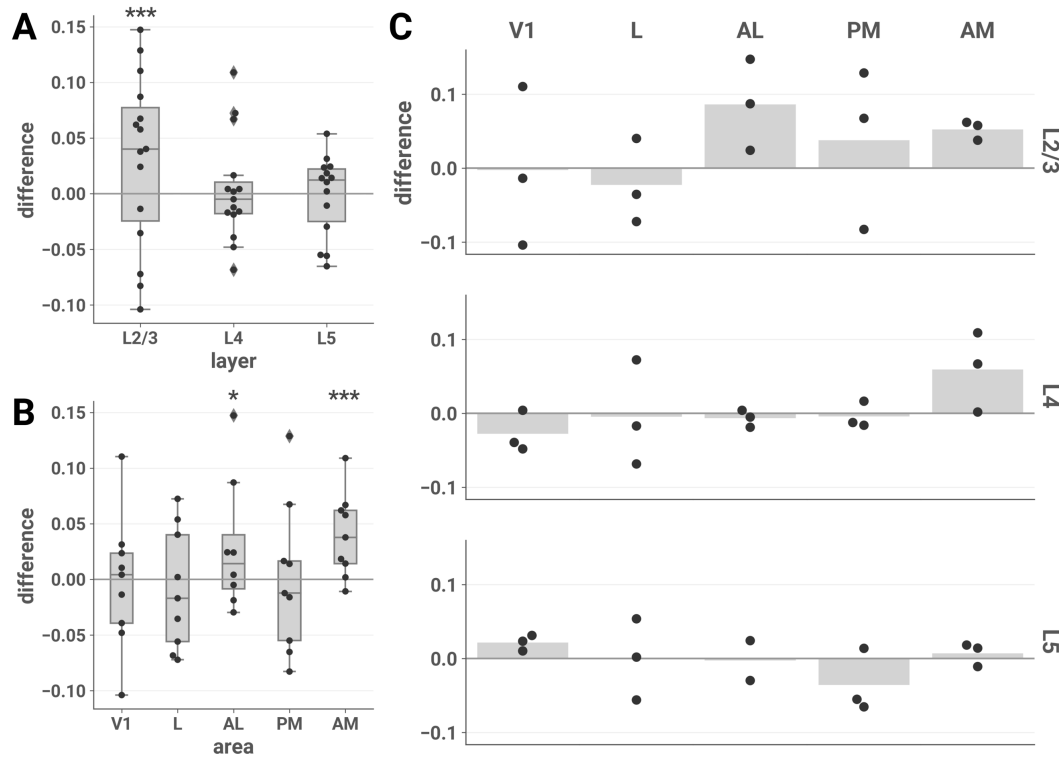 A
***
0.15
0.10
0.05
0.00
−0.05
−0.10
difference
L2/3 L4 L5
layer
B
* ***
0.15
0.10
0.05
0.00
−0.05
−0.10
difference
V1 L AL PM AM
area
C
V1 L AL PM AM
0.1
0.0
−0.1
difference
L2/3
0.1
0.0
−0.1
L4
0.1
0.0
−0.1
L5